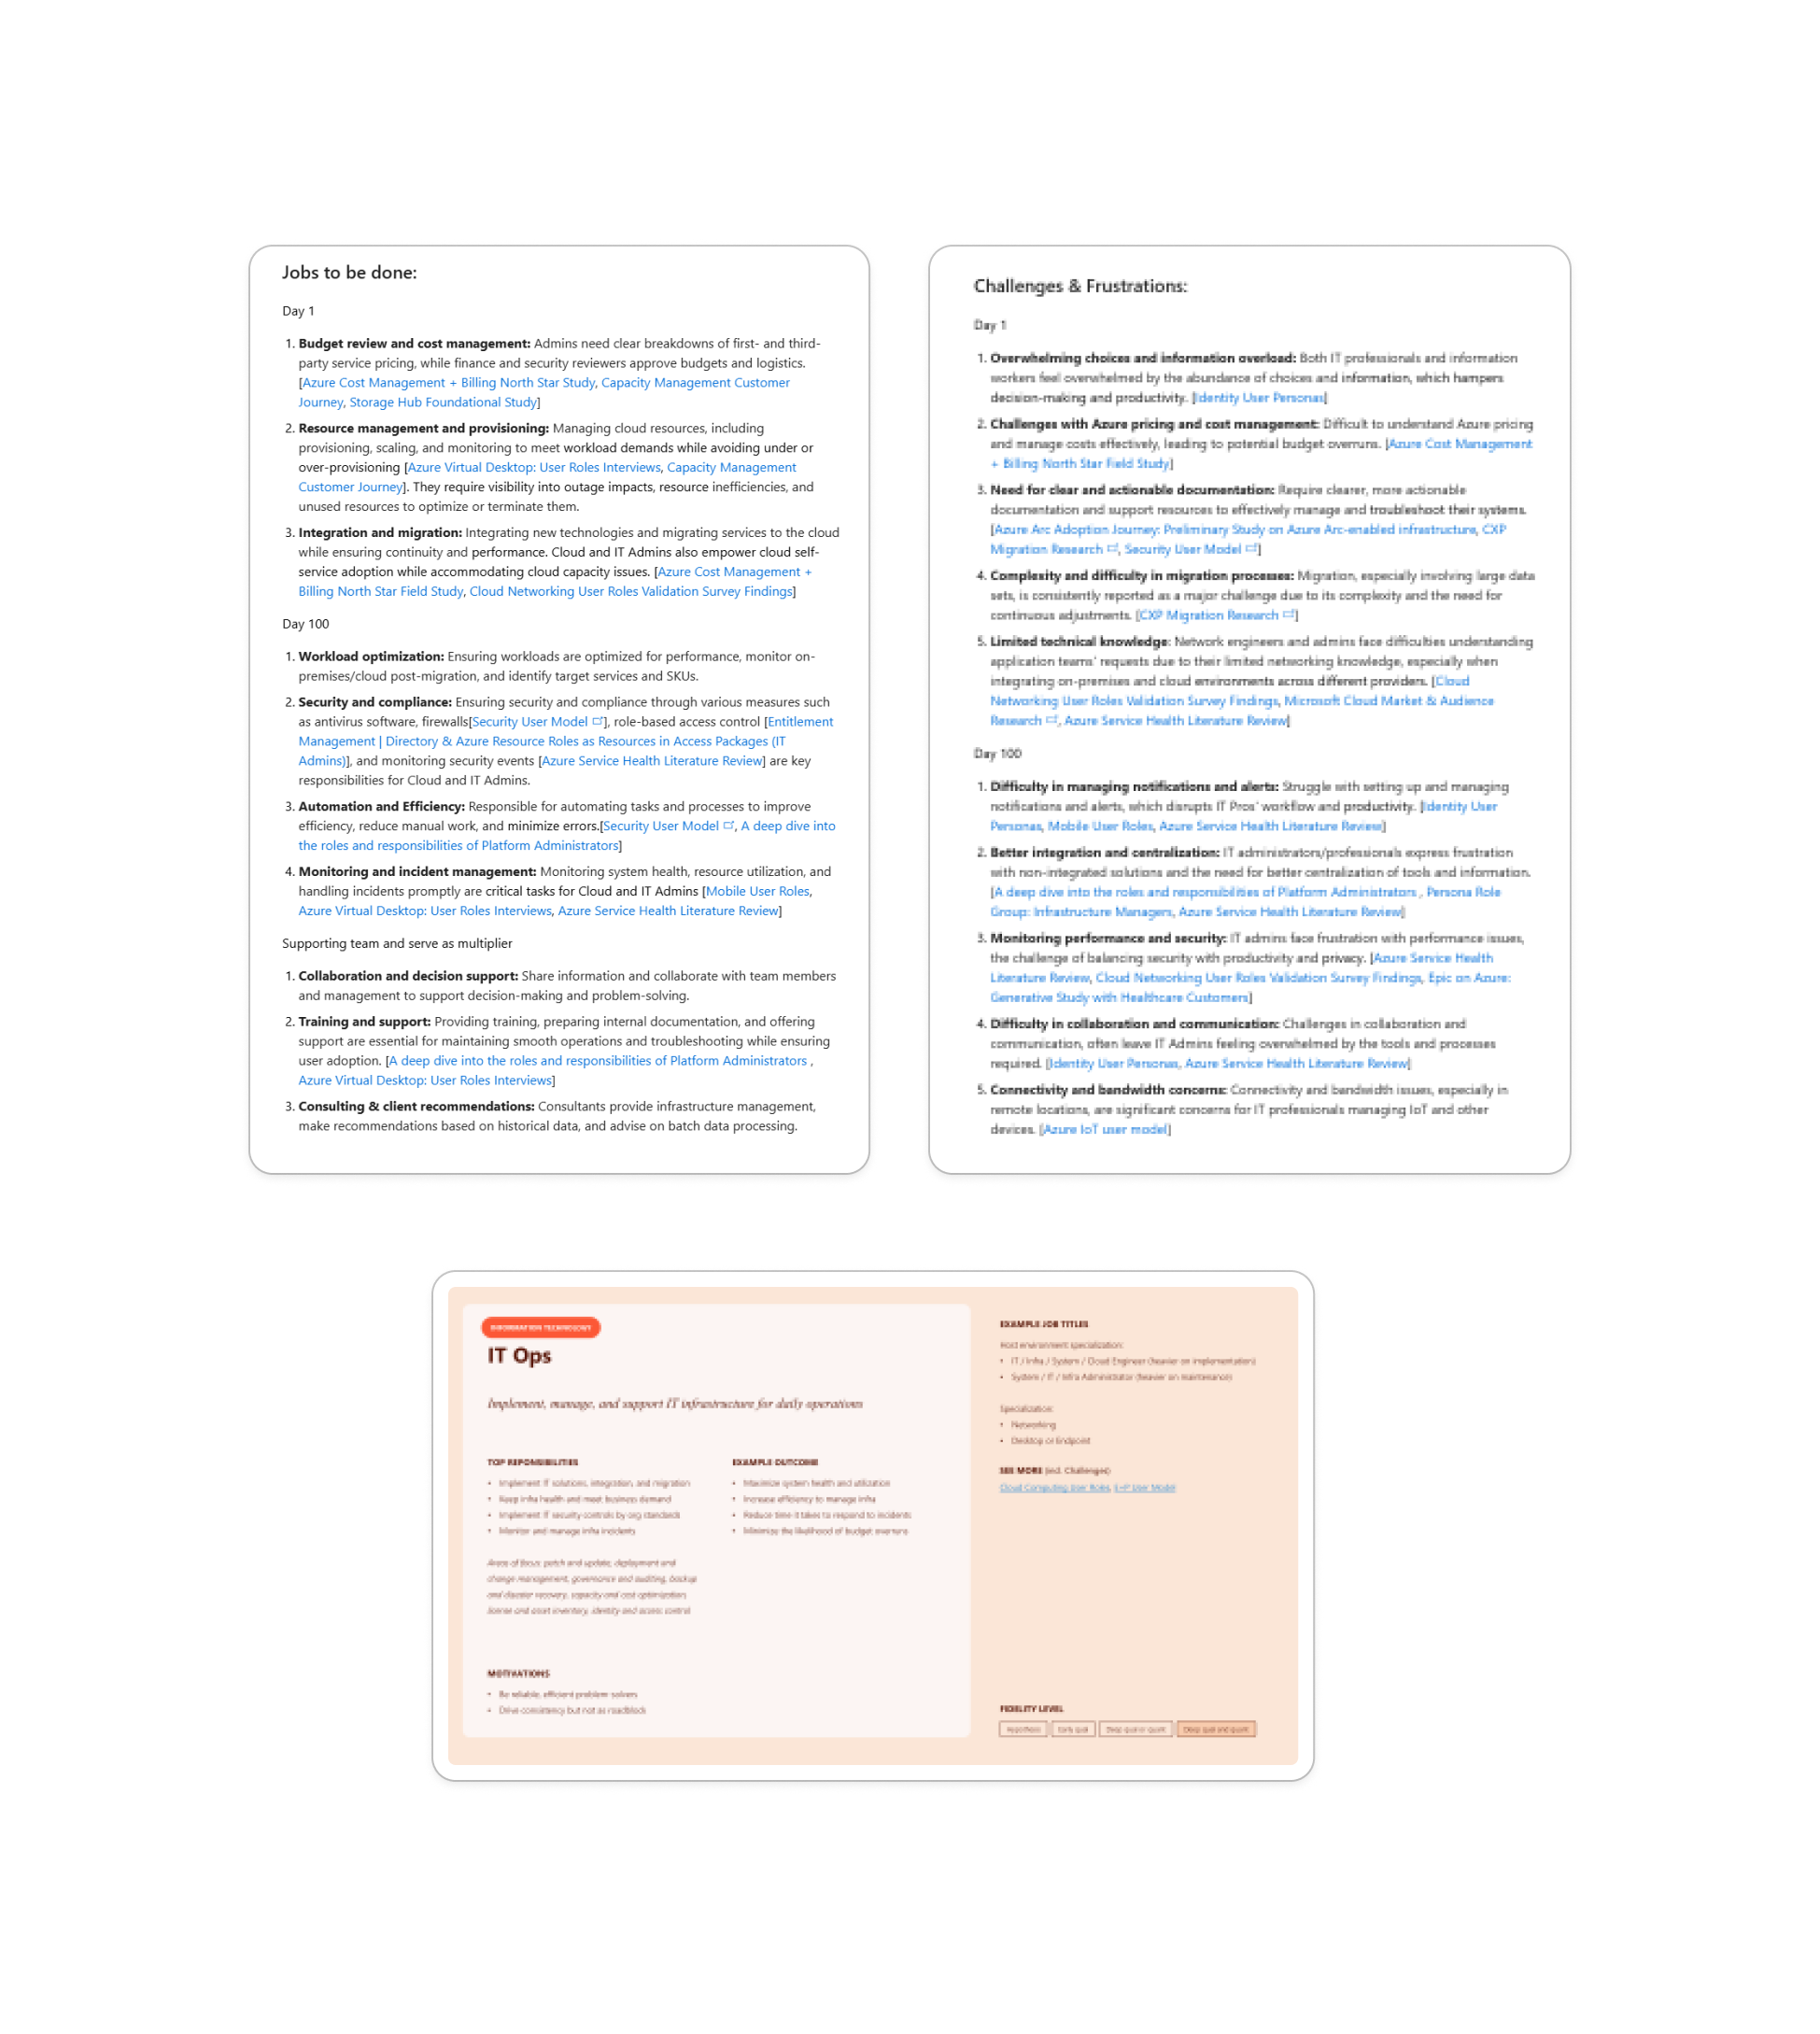 Jobs to be done:
Day 1
1. Budget review and cost management: Admins need clear breakdowns of first- and third-
party service pricing, while finance and security reviewers approve budgets and logistics.
[Azure Cost Management + Billing North Star Study, Capacity Management Customer
Journey, Storage Hub Foundational Study]
2. Resource management and provisioning: Managing cloud resources, including
provisioning, scaling, and monitoring to meet workload demands while avoiding under or
over-provisioning [Azure Virtual Desktop: User Roles Interviews, Capacity Management
Customer Journey]. They require visibility into outage impacts, resource inefficiencies, and
unused resources to optimize or terminate them.
3. Integration and migration: Integrating new technologies and migrating services to the cloud
while ensuring continuity and performance. Cloud and IT Admins also empower cloud self-
service adoption while accommodating cloud capacity issues. [Azure Cost Management +
Billing North Star Field Study, Cloud Networking User Roles Validation Survey Findings]
Day 100
1. Workload optimization: Ensuring workloads are optimized for performance, monitor on-
premises/cloud post-migration, and identify target services and SKUs.
2. Security and compliance: Ensuring security and compliance through various measures such
as antivirus software, firewalls[Security User Model], role-based access control [Entitlement
Management | Directory & Azure Resource Roles as Resources in Access Packages (IT
Admins)], and monitoring security events [Azure Service Health Literature Review] are key
responsibilities for Cloud and IT Admins.
3. Automation and Efficiency: Responsible for automating tasks and processes to improve
efficiency, reduce manual work, and minimize errors.[Security User Model, A deep dive into
the roles and responsibilities of Platform Administrators]
4. Monitoring and incident management: Monitoring system health, resource utilization, and
handling incidents promptly are critical tasks for Cloud and IT Admins [Mobile User Roles,
Azure Virtual Desktop: User Roles Interviews, Azure Service Health Literature Review]
Supporting team and serve as multiplier
1. Collaboration and decision support: Share information and collaborate with team members
and management to support decision-making and problem-solving.
2. Training and support: Providing training, preparing internal documentation, and offering
support are essential for maintaining smooth operations and troubleshooting while ensuring
user adoption. [A deep dive into the roles and responsibilities of Platform Administrators ,
Azure Virtual Desktop: User Roles Interviews]
3. Consulting & client recommendations: Consultants provide infrastructure management,
make recommendations based on historical data, and advise on batch data processing.
Challenges & Frustrations:
Day 1
1. Overwhelming choices and information overload: Both IT professionals and information
workers feel overwhelmed by the abundance of choices and information, which hampers
decision-making and productivity. [Identity User Personas]
2. Challenges with Azure pricing and cost management: Difficult to understand Azure pricing
and manage costs effectively, leading to potential budget overruns. [Azure Cost Management
+ Billing North Star Field Study]
3. Need for clear and actionable documentation: Require clearer, more actionable
documentation and support resources to effectively manage and troubleshoot their systems.
[Azure Arc Adoption Journey: Preliminary Study on Azure Arc-enabled infrastructure, CXP
Migration Research, Security User Model]
4. Complexity and difficulty in migration processes: Migration, especially involving large data
sets, is consistently reported as a major challenge due to its complexity and the need for
continuous adjustments. [CXP Migration Research]
5. Limited technical knowledge: Network engineers and admins face difficulties understanding
application teams' requests due to their limited networking knowledge, especially when
integrating on-premises and cloud environments across different providers. [Cloud
Networking User Roles Validation Survey Findings, Microsoft Cloud Market & Audience
Research, Azure Service Health Literature Review]
Day 100
1. Difficulty in managing notifications and alerts: Struggle with setting up and managing
notifications and alerts, which disrupts IT Pros' workflow and productivity. [Identity User
Personas, Mobile User Roles, Azure Service Health Literature Review]
2. Better integration and centralization: IT administrators/professionals express frustration
with non-integrated solutions and the need for better centralization of tools and information.
[A deep dive into the roles and responsibilities of Platform Administrators , Persona Role
Group: Infrastructure Managers, Azure Service Health Literature Review]
3. Monitoring performance and security: IT admins face frustration with performance issues,
the challenge of balancing security with productivity and privacy. [Azure Service Health
Literature Review, Cloud Networking User Roles Validation Survey Findings, Epic on Azure:
Generative Study with Healthcare Customers]
4. Difficulty in collaboration and communication: Challenges in collaboration and
communication, often leave IT Admins feeling overwhelmed by the tools and processes
required. [Identity User Personas, Azure Service Health Literature Review]
5. Connectivity and bandwidth concerns: Connectivity and bandwidth issues, especially in
remote locations, are significant concerns for IT professionals managing IoT and other
devices. [Azure IoT user model]
INFORMATION TECHNOLOGY
IT Ops
Implement, manage, and support IT infrastructure for daily operations
TOP REPONSIBILITIES
• Implement IT solutions, integration, and migration
• Keep infra health and meet business demand
• Implement IT security controls by org standards
• Monitor and manage infra incidents
Areas of focus: patch and update, deployment and
change management, governance and auditing, backup
and disaster recovery, capacity and cost optimization,
license and asset inventory, identity and access control
EXAMPLE OUTCOME
• Maximize system health and utilization
• Increase efficiency to manage infra
• Reduce time it takes to respond to incidents
• Minimize the likelihood of budget overrun
MOTIVATIONS
• Be reliable, efficient problem solvers
• Drive consistency but not as roadblock
EXAMPLE JOB TITLES
Host environment specialization:
• IT / Infra / System / Cloud Engineer (heavier on implementation)
• System / IT / Infra Administrator (heavier on maintenance)
Specialization:
• Networking
• Desktop or Endpoint
SEE MORE (incl. Challenges)
Cloud Computing User Roles, User Model
FIDELITY LEVEL
Hypothesis
Early qual
Deep qual or quant
Deep qual and quant